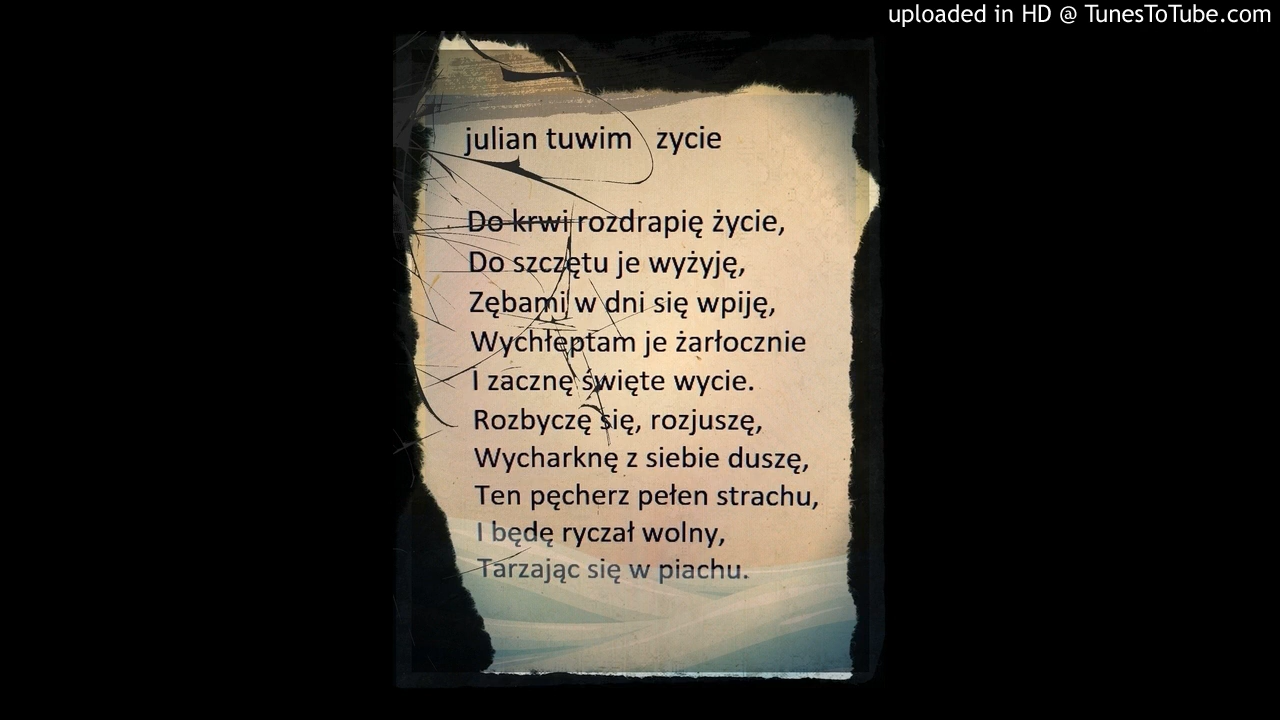 uploaded in HD @ TunesToTube.com
julian tuwim zycie
Do krwi rozdrapię życie,
Do szczętu je wyżyję,
Zębami w dni się wpiję,
Wychłeptam je żarłocznie
I zacznę święte wycie.
Rozbyczę się, rozjuszę,
Wycharknę z siebie duszę,
Ten pęcherz pełen strachu,
I będę ryczał wolny,
Tarzając się w piachu.